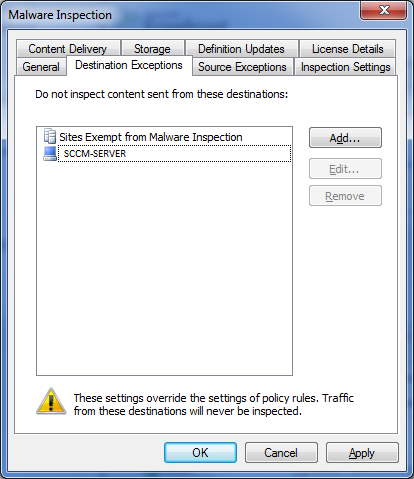 Malware Inspection
Content Delivery Storage Definition Updates License Details
General Destination Exceptions Source Exceptions Inspection Settings
Do not inspect content sent from these destinations:
Sites Exempt from Malware Inspection
SCCM-SERVER
Add...
Edit...
Remove
These settings override the settings of policy rules. Traffic
from these destinations will never be inspected.
OK Cancel Apply